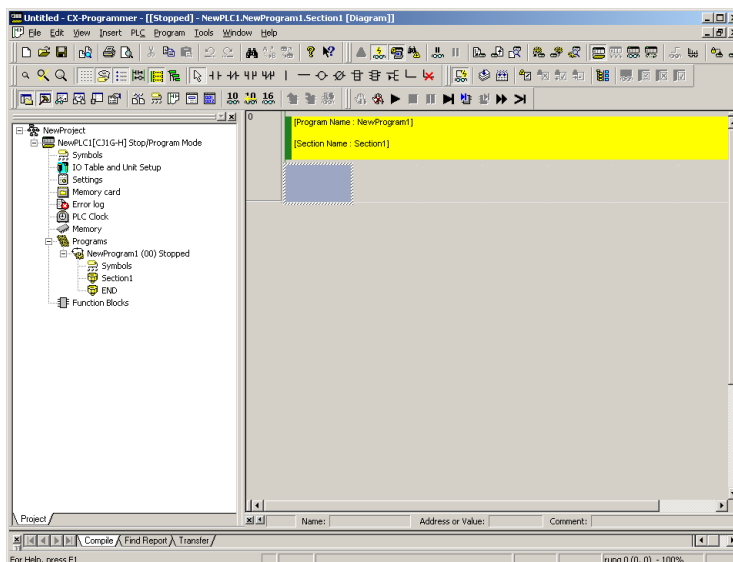 Untitled - CX-Programmer - [[Stopped] - NewPLC1.NewProgram1.Section1 [Diagram]]
File Edit View Insert PLC Program Tools Window Help
10 10 16
NewProject
NewPLC1[CJ1G-H] Stop/Program Mode
Symbols
IO Table and Unit Setup
Settings
Memory card
Error log
PLC Clock
Memory
Programs
NewProgram1 (00) Stopped
Symbols
Section1
END
Function Blocks
Project
0
[Program Name : NewProgram1]
[Section Name : Section1]
Name: Address or Value: Comment:
Compile Find Report Transfer
For Help, press F1
rung 0 (0, 0) - 100%